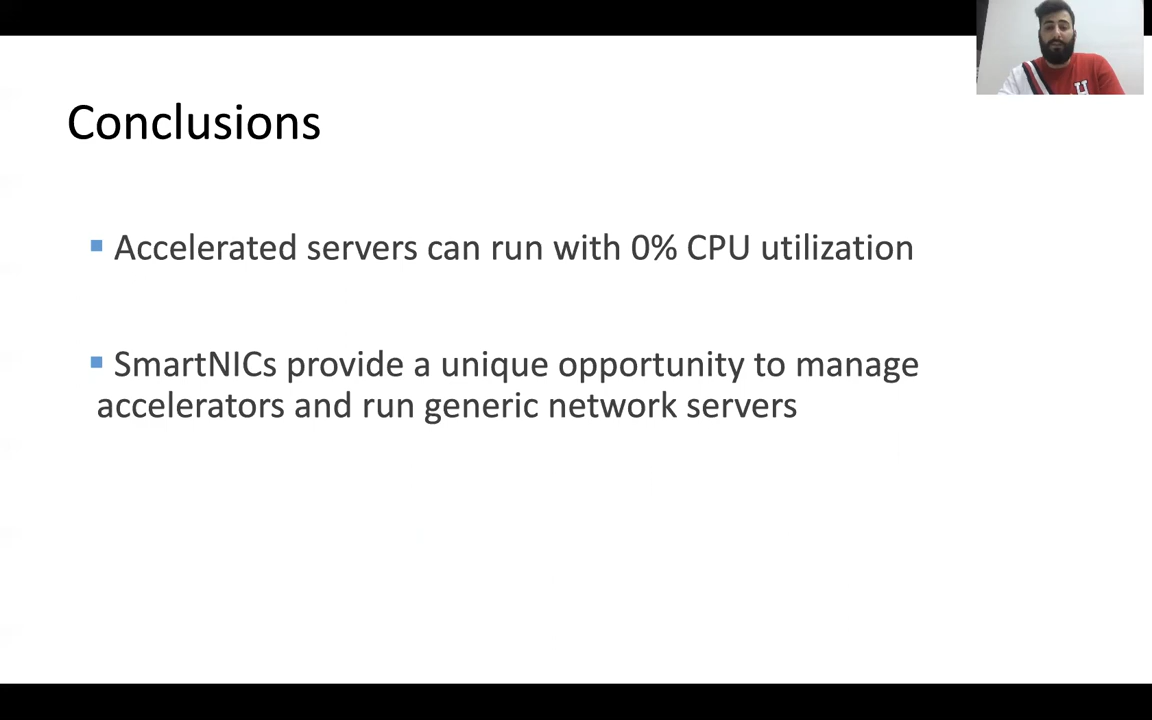 Conclusions
▪ Accelerated servers can run with 0% CPU utilization
▪ SmartNICs provide a unique opportunity to manage
accelerators and run generic network servers
H